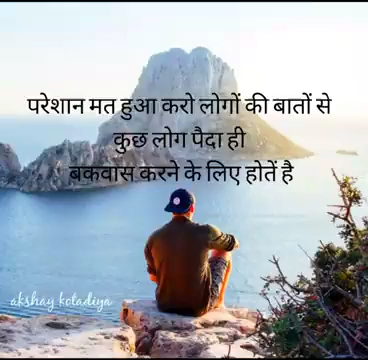 परेशान मत हुआ करो लोगों की बातों से
कुछ लोग पैदा ही
बकवास करने के लिए होतें है
akshay kotadiya